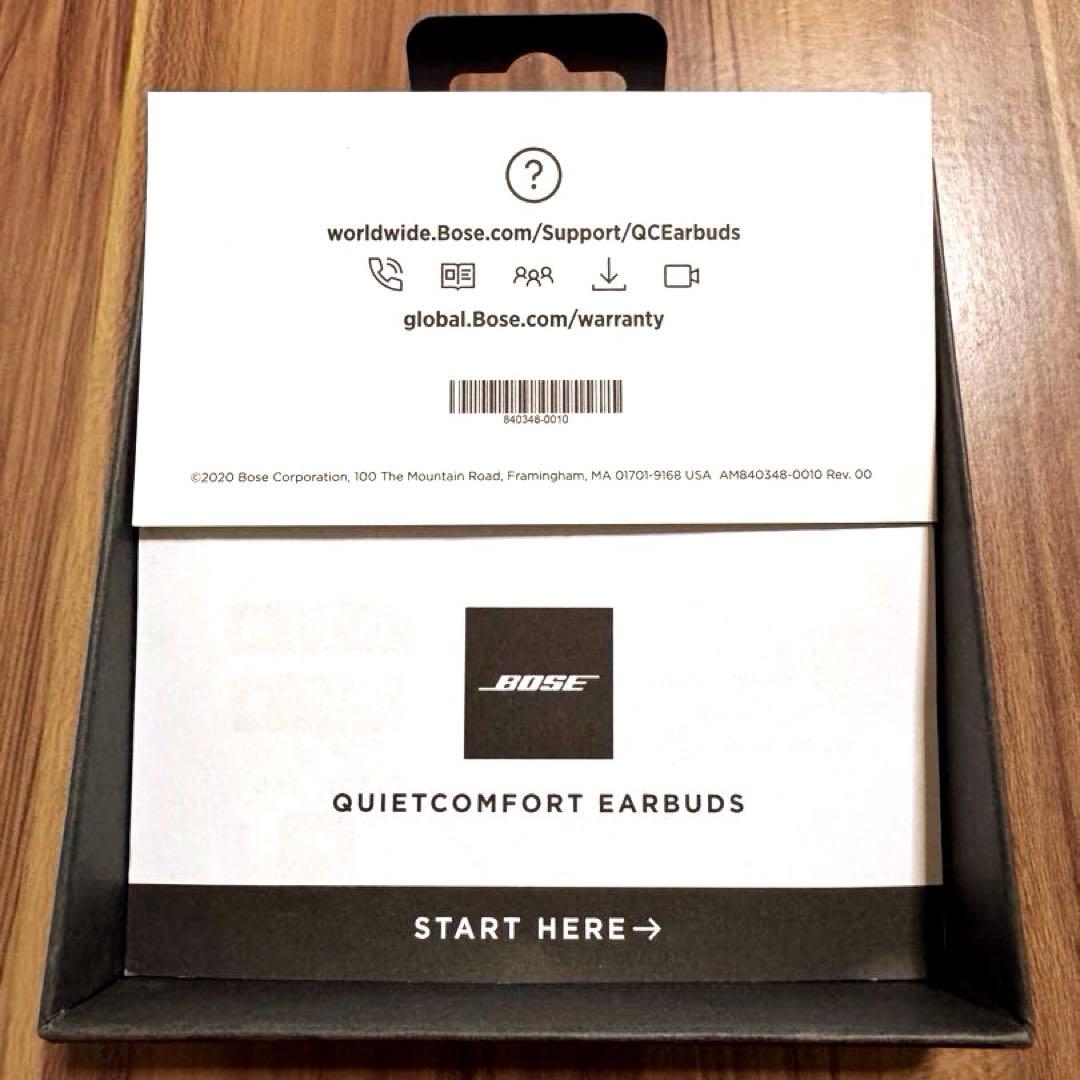 ?
worldwide.Bose.com/Support/QCEarbuds
global.Bose.com/warranty
840348-0010
©2020 Bose Corporation, 100 The Mountain Road, Framingham, MA 01701-9168 USA AM840348-0010 Rev. 00
BOSE
QUIETCOMFORT EARBUDS
START HERE→